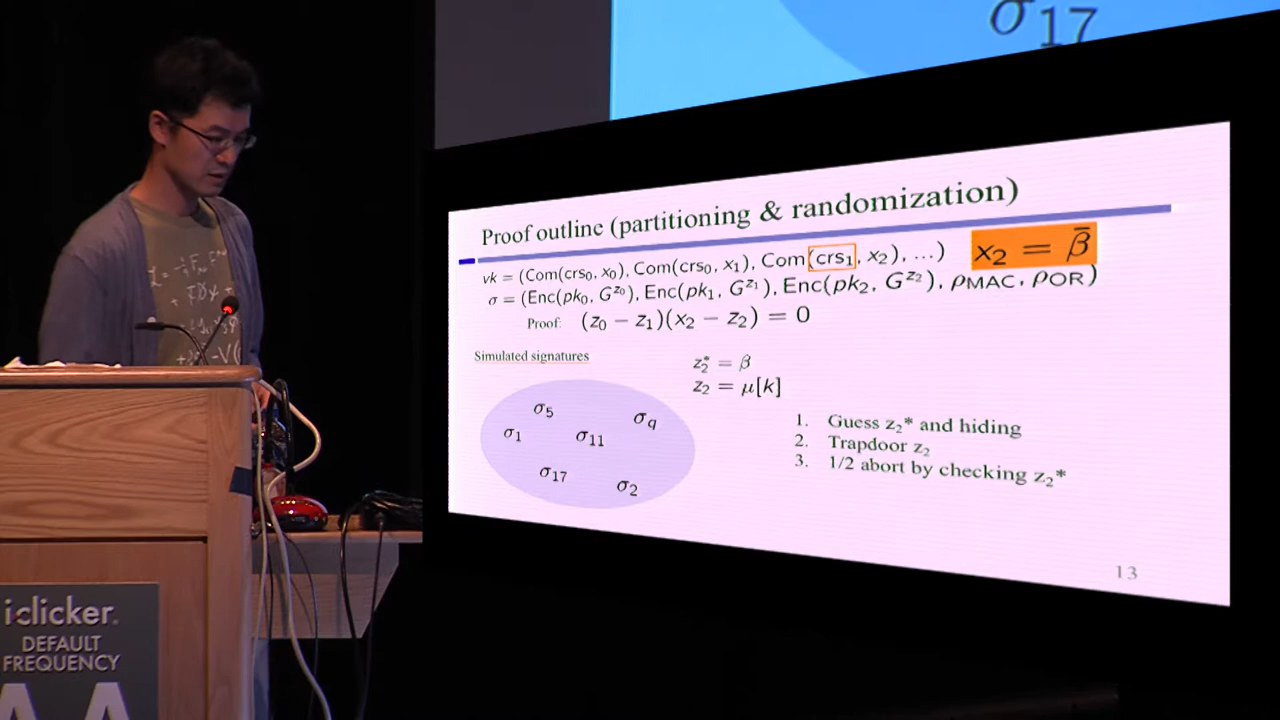 σ17
Proof outline (partitioning & randomization)
vk = (Com(crs₀, x₀), Com(crs₀, x₁), Com(crs₁, x₂), ...)
x₂ = β̄
σ = (Enc(pk₀, G^z₀), Enc(pk₁, G^z₁), Enc(pk₂, G^z₂), ρMAC, ρOR)
Proof: (z₀ − z₁)(x₂ − z₂) = 0
Simulated signatures
z₂* = β
z₂ = μ[k]
σ5
σq
σ1
σ11
σ17
σ2
1. Guess z₂* and hiding
2. Trapdoor z₂
3. 1/2 abort by checking z₂*
13
iclicker.
DEFAULT
FREQUENCY
AA